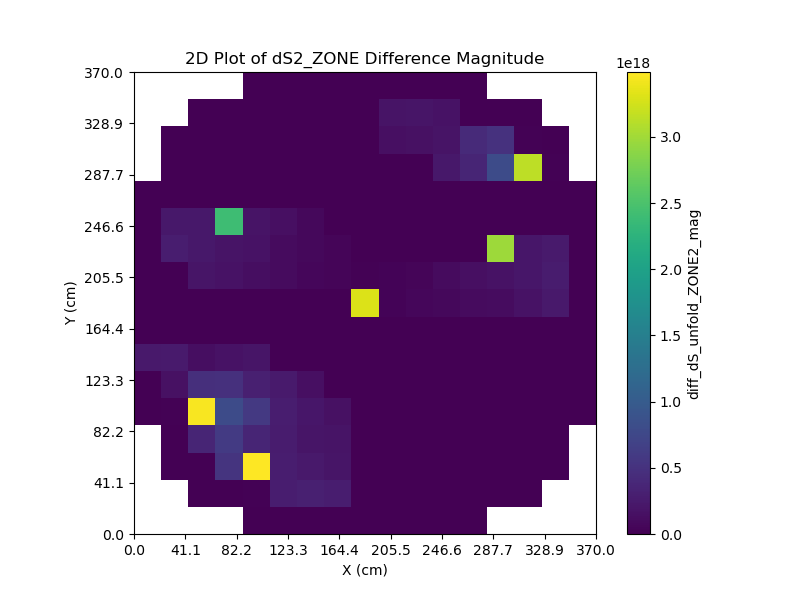 2D Plot of dS2_ZONE Difference Magnitude
1e18
370.0
328.9
287.7
246.6
205.5
164.4
123.3
82.2
41.1
0.0
Y (cm)
0.0 41.1 82.2 123.3 164.4 205.5 246.6 287.7 328.9 370.0
X (cm)
3.0
2.5
2.0
1.5
1.0
0.5
0.0
diff_dS_unfold_ZONE2_mag